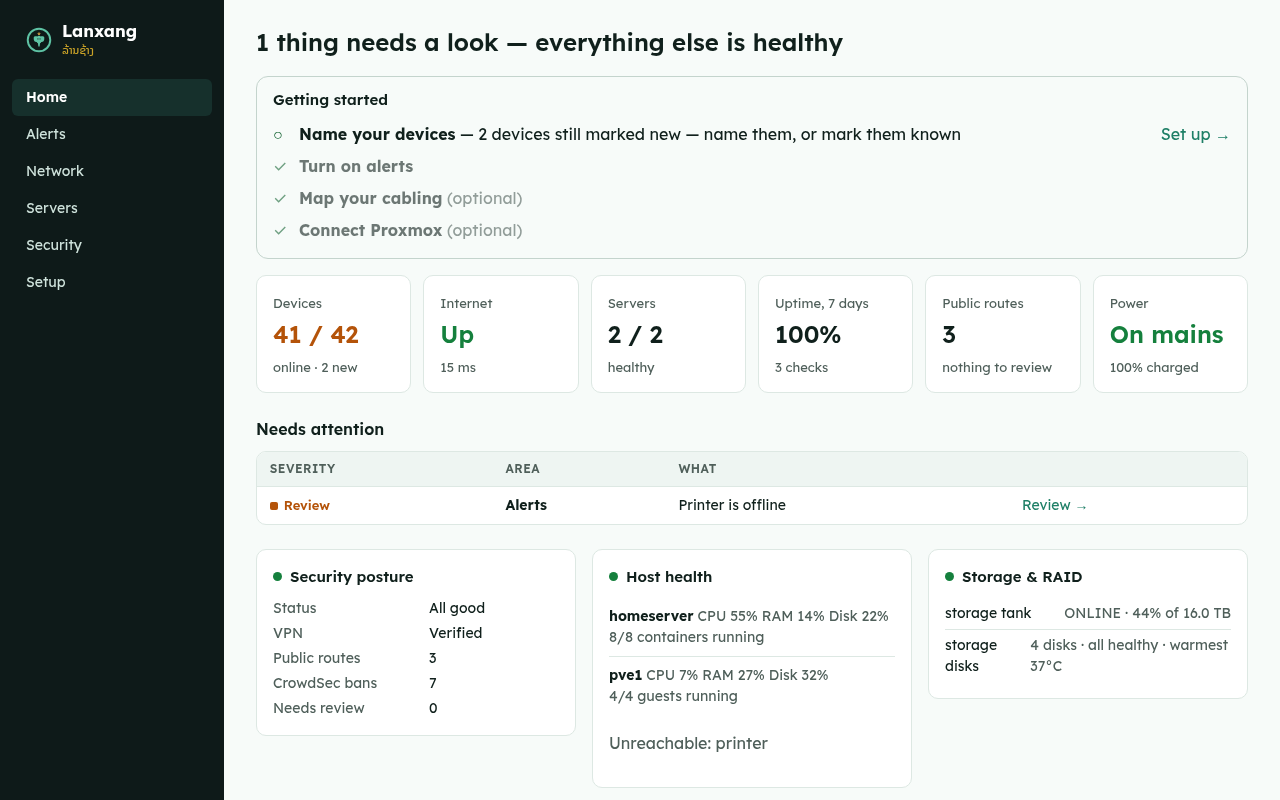 Lanxang
ລ້ານຊ້າງ
Home
Alerts
Network
Servers
Security
Setup
1 thing needs a look — everything else is healthy
Getting started
○ Name your devices — 2 devices still marked new — name them, or mark them known Set up →
✓ Turn on alerts
✓ Map your cabling (optional)
✓ Connect Proxmox (optional)
Devices
41 / 42
online · 2 new
Internet
Up
15 ms
Servers
2 / 2
healthy
Uptime, 7 days
100%
3 checks
Public routes
3
nothing to review
Power
On mains
100% charged
Needs attention
SEVERITY AREA WHAT
Review Alerts Printer is offline Review →
Security posture
Status All good
VPN Verified
Public routes 3
CrowdSec bans 7
Needs review 0
Host health
homeserver CPU 55% RAM 14% Disk 22%
8/8 containers running
pve1 CPU 7% RAM 27% Disk 32%
4/4 guests running
Unreachable: printer
Storage & RAID
storage tank ONLINE · 44% of 16.0 TB
storage disks
4 disks · all healthy · warmest
37°C